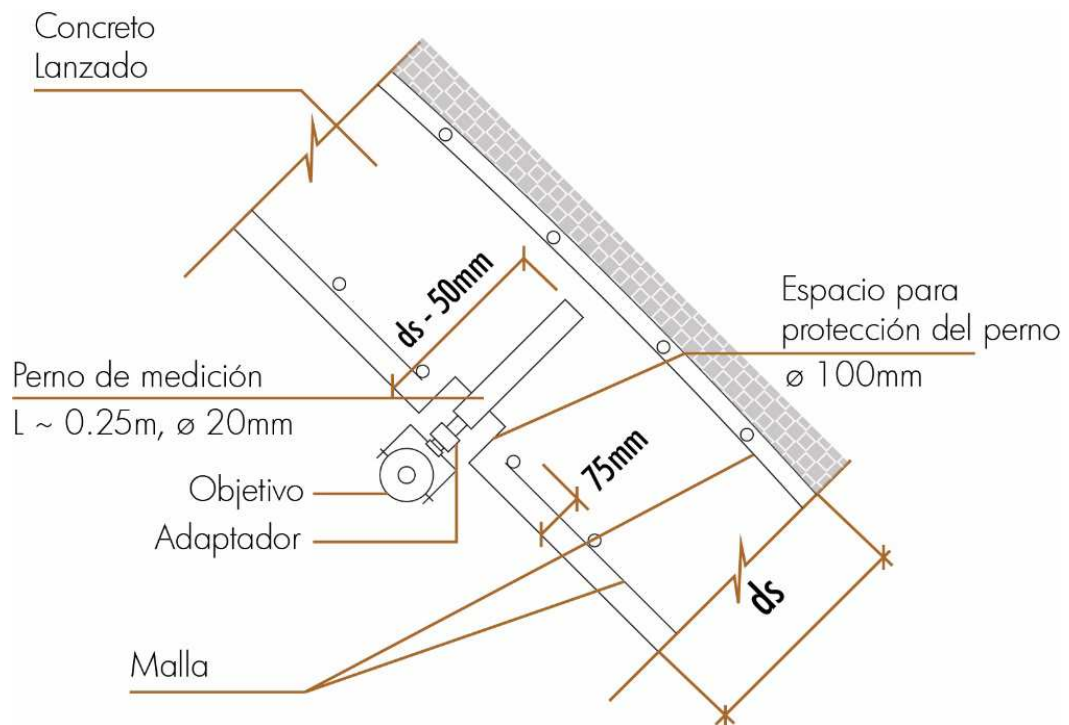 Concreto
Lanzado
ds - 50mm
Espacio para
protección del perno
ø 100mm
Perno de medición
L ~ 0.25m, ø 20mm
75mm
Objetivo
Adaptador
ds
Malla